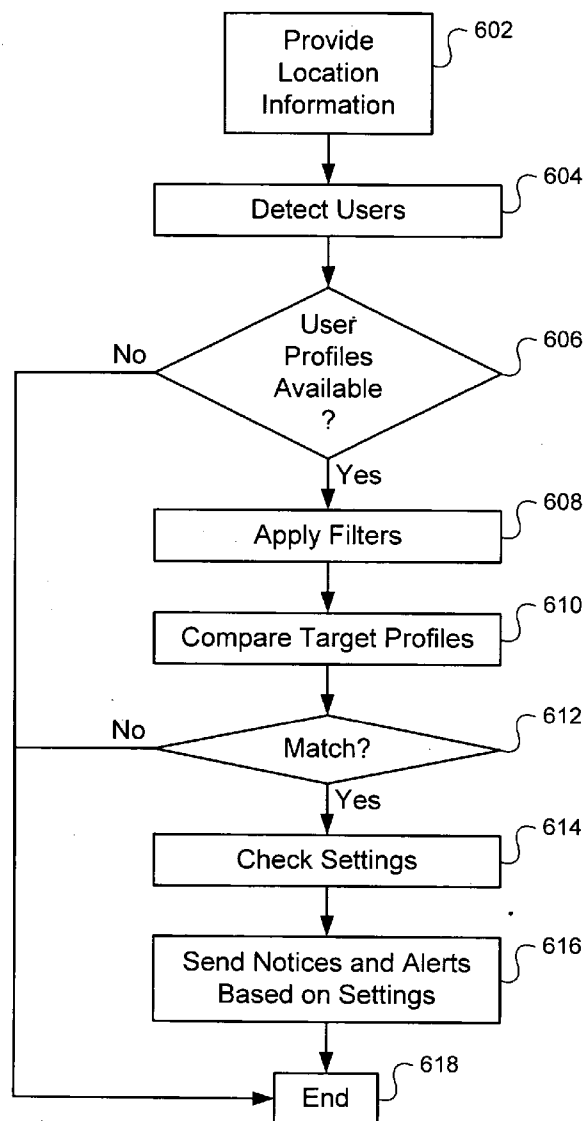 Provide
Location
Information
602
Detect Users
604
User
Profiles
Available
?
606
No
Yes
Apply Filters
608
Compare Target Profiles
610
Match?
612
No
Yes
Check Settings
614
Send Notices and Alerts
Based on Settings
616
End
618